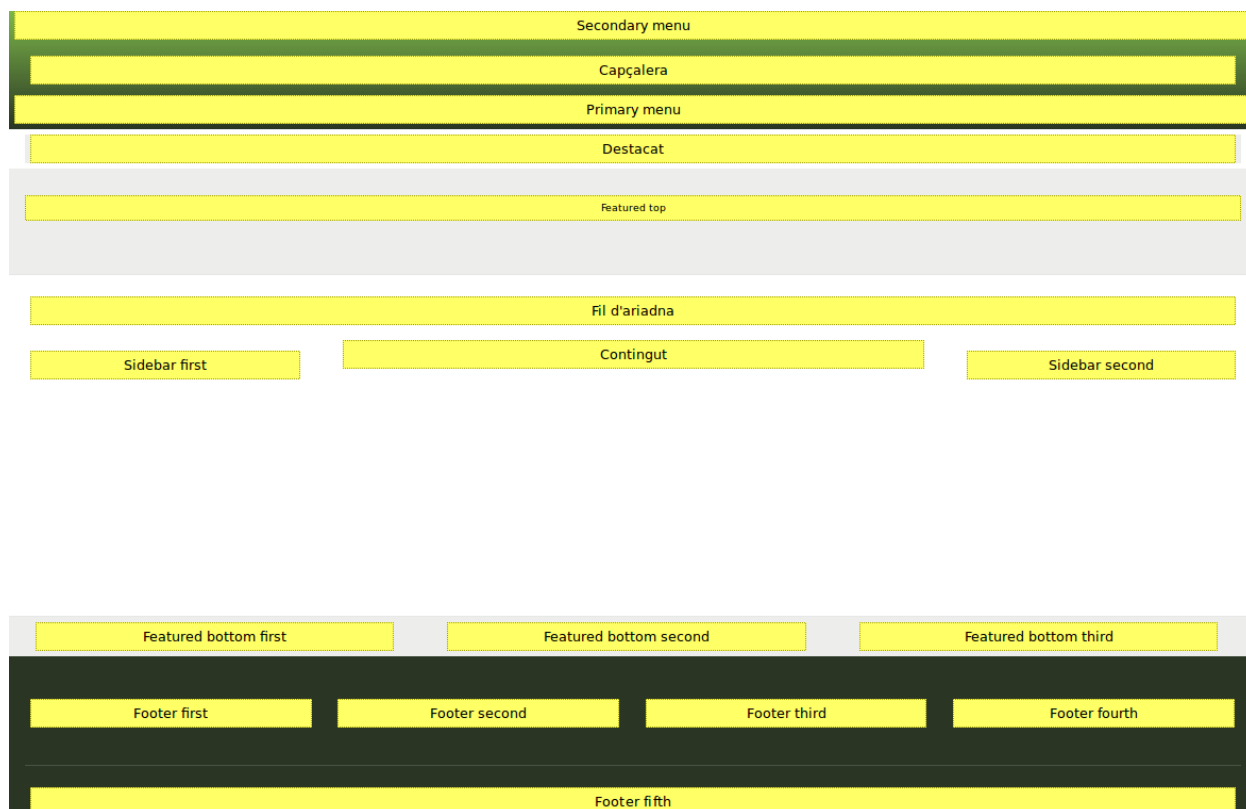 Secondary menu
Capçalera
Primary menu
Destacat
Featured top
Fil d'ariadna
Sidebar first
Contingut
Sidebar second
Featured bottom first
Featured bottom second
Featured bottom third
Footer first
Footer second
Footer third
Footer fourth
Footer fifth